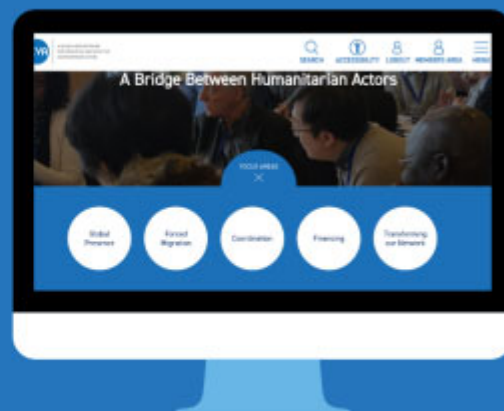 SEARCH ACCESSIBILITY LOGOUT MEMBERS AREA MENU
A Bridge Between Humanitarian Actors
FOCUS AREAS
Global
Presence
Forced
Migration
Coordination
Financing
Transforming
our Network